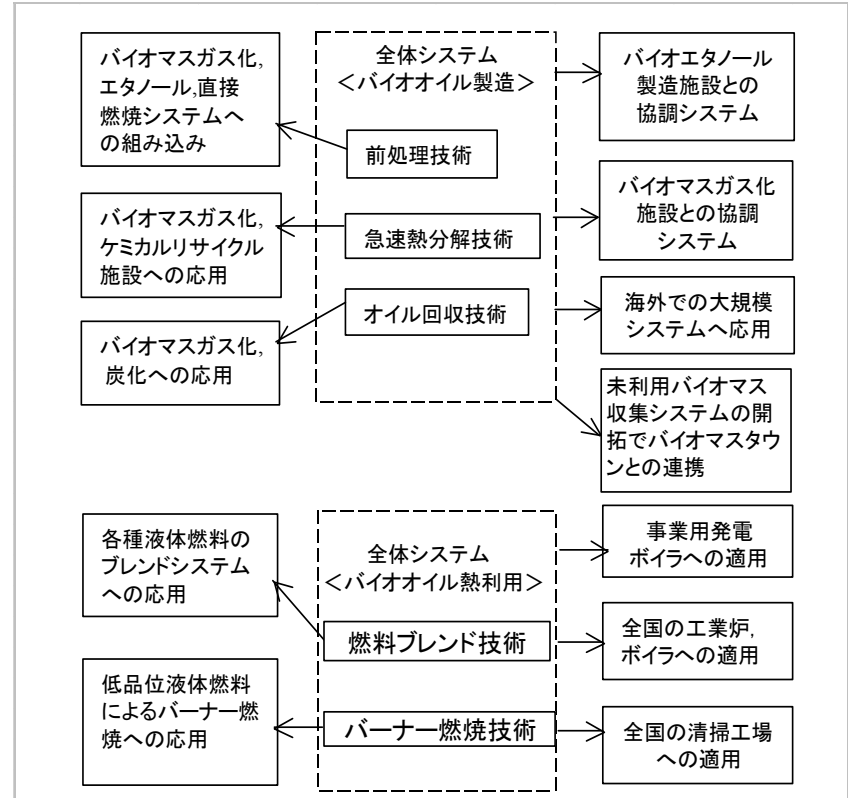 バイオマスガス化,
エタノール,直接
燃焼システムへ
の組み込み
バイオマスガス化,
ケミカルリサイクル
施設への応用
バイオマスガス化,
炭化への応用
全体システム
＜バイオオイル製造＞
前処理技術
急速熱分解技術
オイル回収技術
バイオエタノール
製造施設との
協調システム
バイオマスガス化
施設との協調
システム
海外での大規模
システムへ応用
未利用バイオマス
収集システムの開
拓でバイオマスタウ
ンとの連携
各種液体燃料の
ブレンドシステム
への応用
低品位液体燃料
によるバーナー燃
焼への応用
全体システム
＜バイオオイル熱利用＞
燃料ブレンド技術
バーナー燃焼技術
事業用発電
ボイラへの適用
全国の工業炉,
ボイラへの適用
全国の清掃工場
への適用